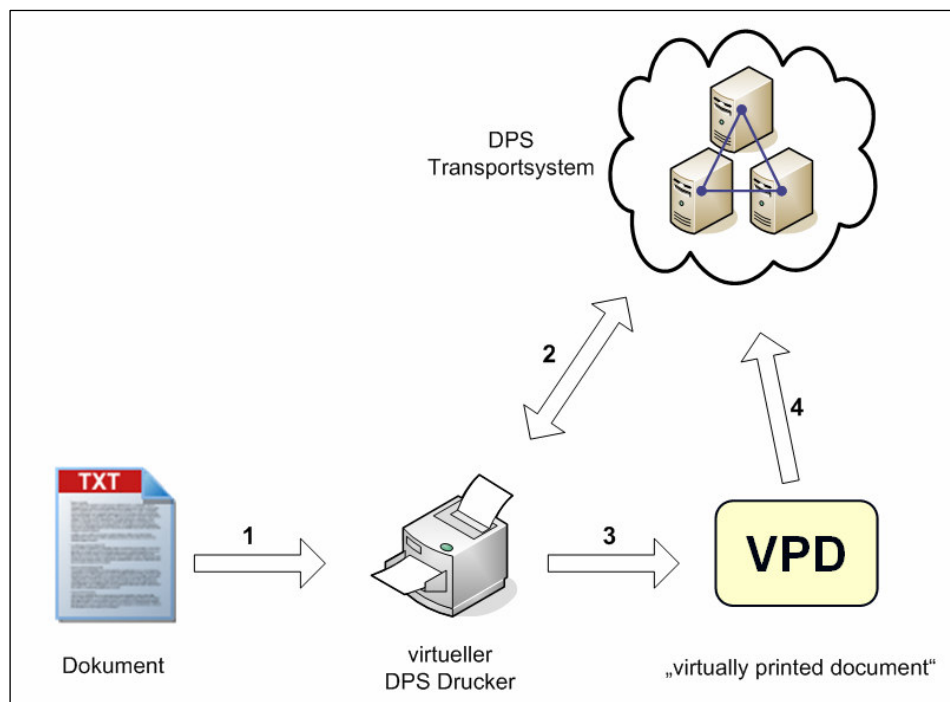 DPS
Transportsystem
2
4
TXT
1
3
VPD
Dokument
virtueller
DPS Drucker
„virtually printed document“